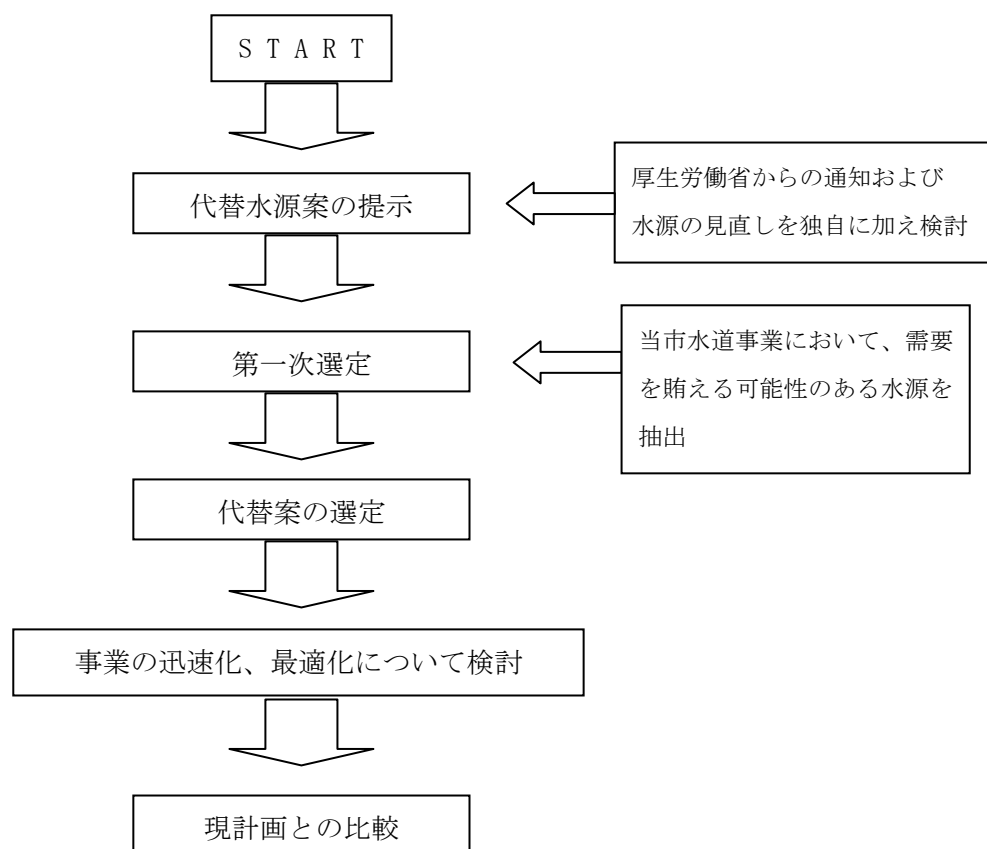 START
代替水源案の提示
厚生労働省からの通知および
水源の見直しを独自に加え検討
第一次選定
当市水道事業において、需要
を賄える可能性のある水源を
抽出
代替案の選定
事業の迅速化、最適化について検討
現計画との比較